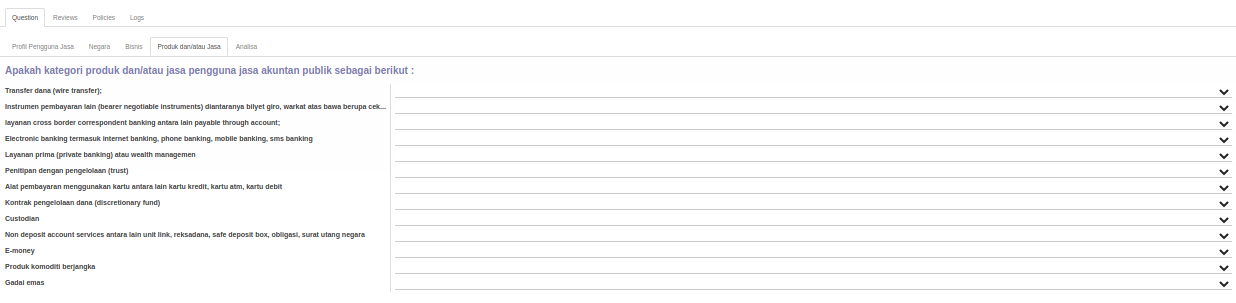 Question Reviews Policies Logs
Profil Pengguna Jasa Negara Bisnis Produk dan/atau Jasa Analisa
Apakah kategori produk dan/atau jasa pengguna jasa akuntan publik sebagai berikut :
Transfer dana (wire transfer);
Instrumen pembayaran lain (bearer negotiable instruments) diantaranya bilyet giro, warkat atas bawa berupa cek...
layanan cross border correspondent banking antara lain payable through account;
Electronic banking termasuk internet banking, phone banking, mobile banking, sms banking
Layanan prima (private banking) atau wealth managemen
Penitipan dengan pengelolaan (trust)
Alat pembayaran menggunakan kartu antara lain kartu kredit, kartu atm, kartu debit
Kontrak pengelolaan dana (discretionary fund)
Custodian
Non deposit account services antara lain unit link, reksadana, safe deposit box, obligasi, surat utang negara
E-money
Produk komoditi berjangka
Gadai emas